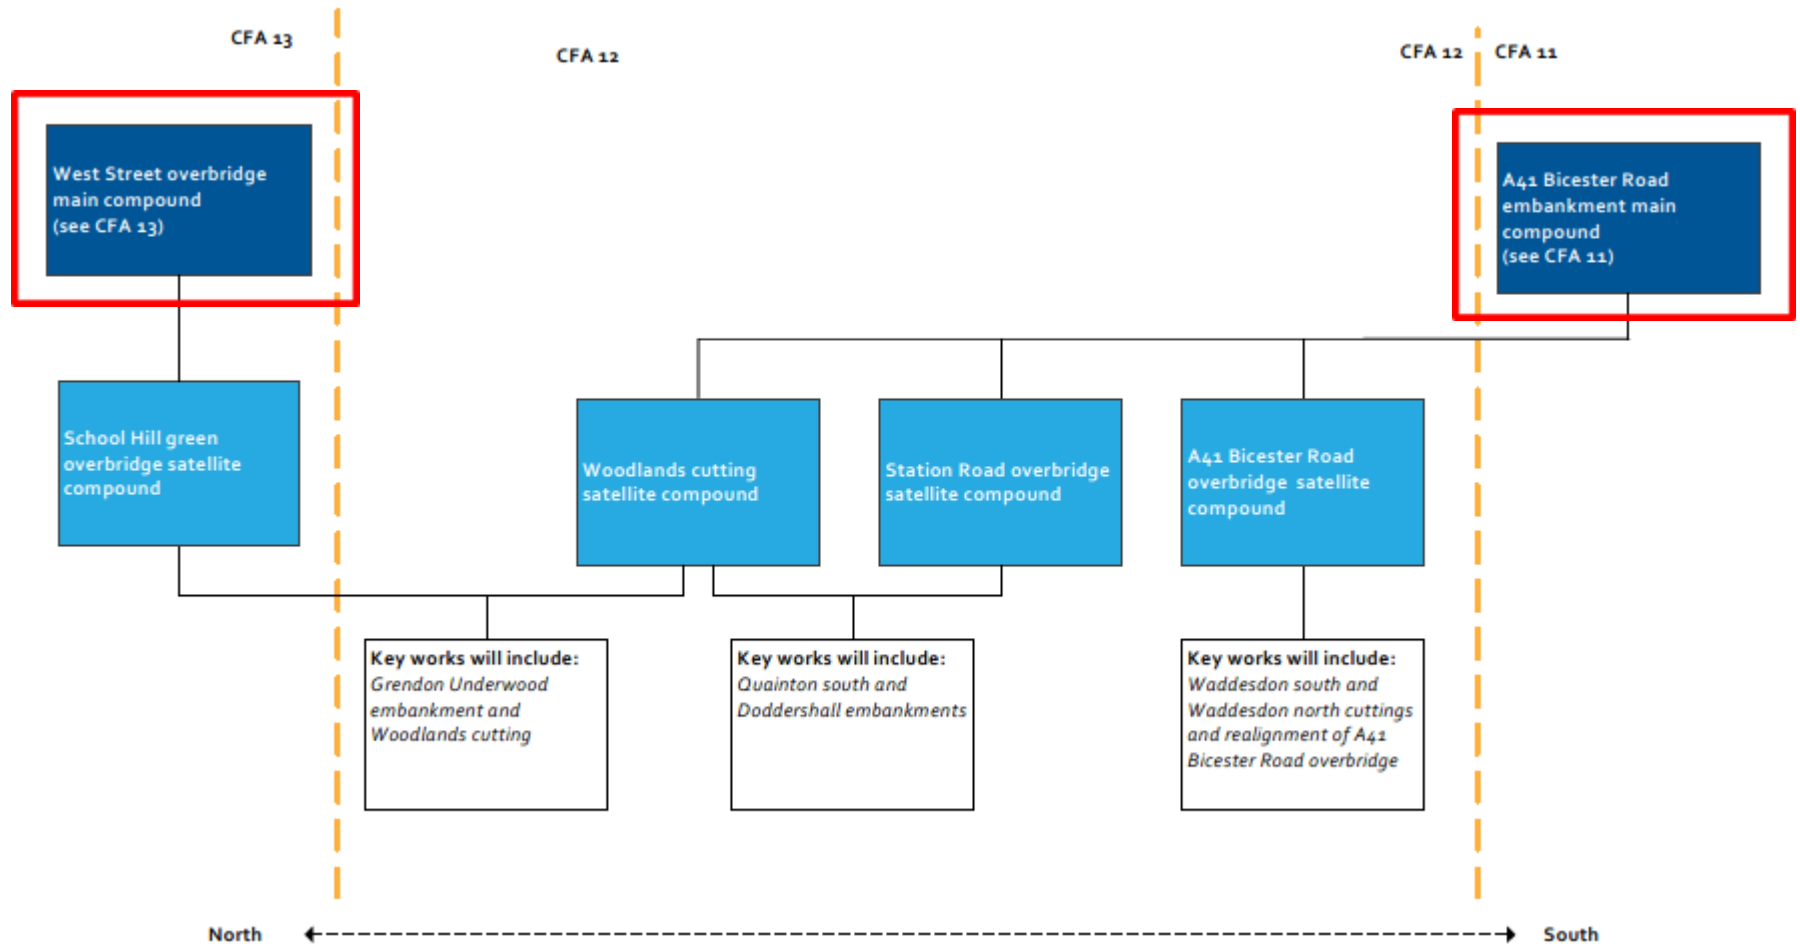 CFA 13
CFA 12
CFA 12
CFA 11
West Street overbridge
main compound
(see CFA 13)
A41 Bicester Road
embankment main
compound
(see CFA 11)
School Hill green
overbridge satellite
compound
Woodlands cutting
satellite compound
Station Road overbridge
satellite compound
A41 Bicester Road
overbridge satellite
compound
Key works will include:
Grendon Underwood
embankment and
Woodlands cutting
Key works will include:
Quainton south and
Doddershall embankments
Key works will include:
Waddesdon south and
Waddesdon north cuttings
and realignment of A41
Bicester Road overbridge
North
South